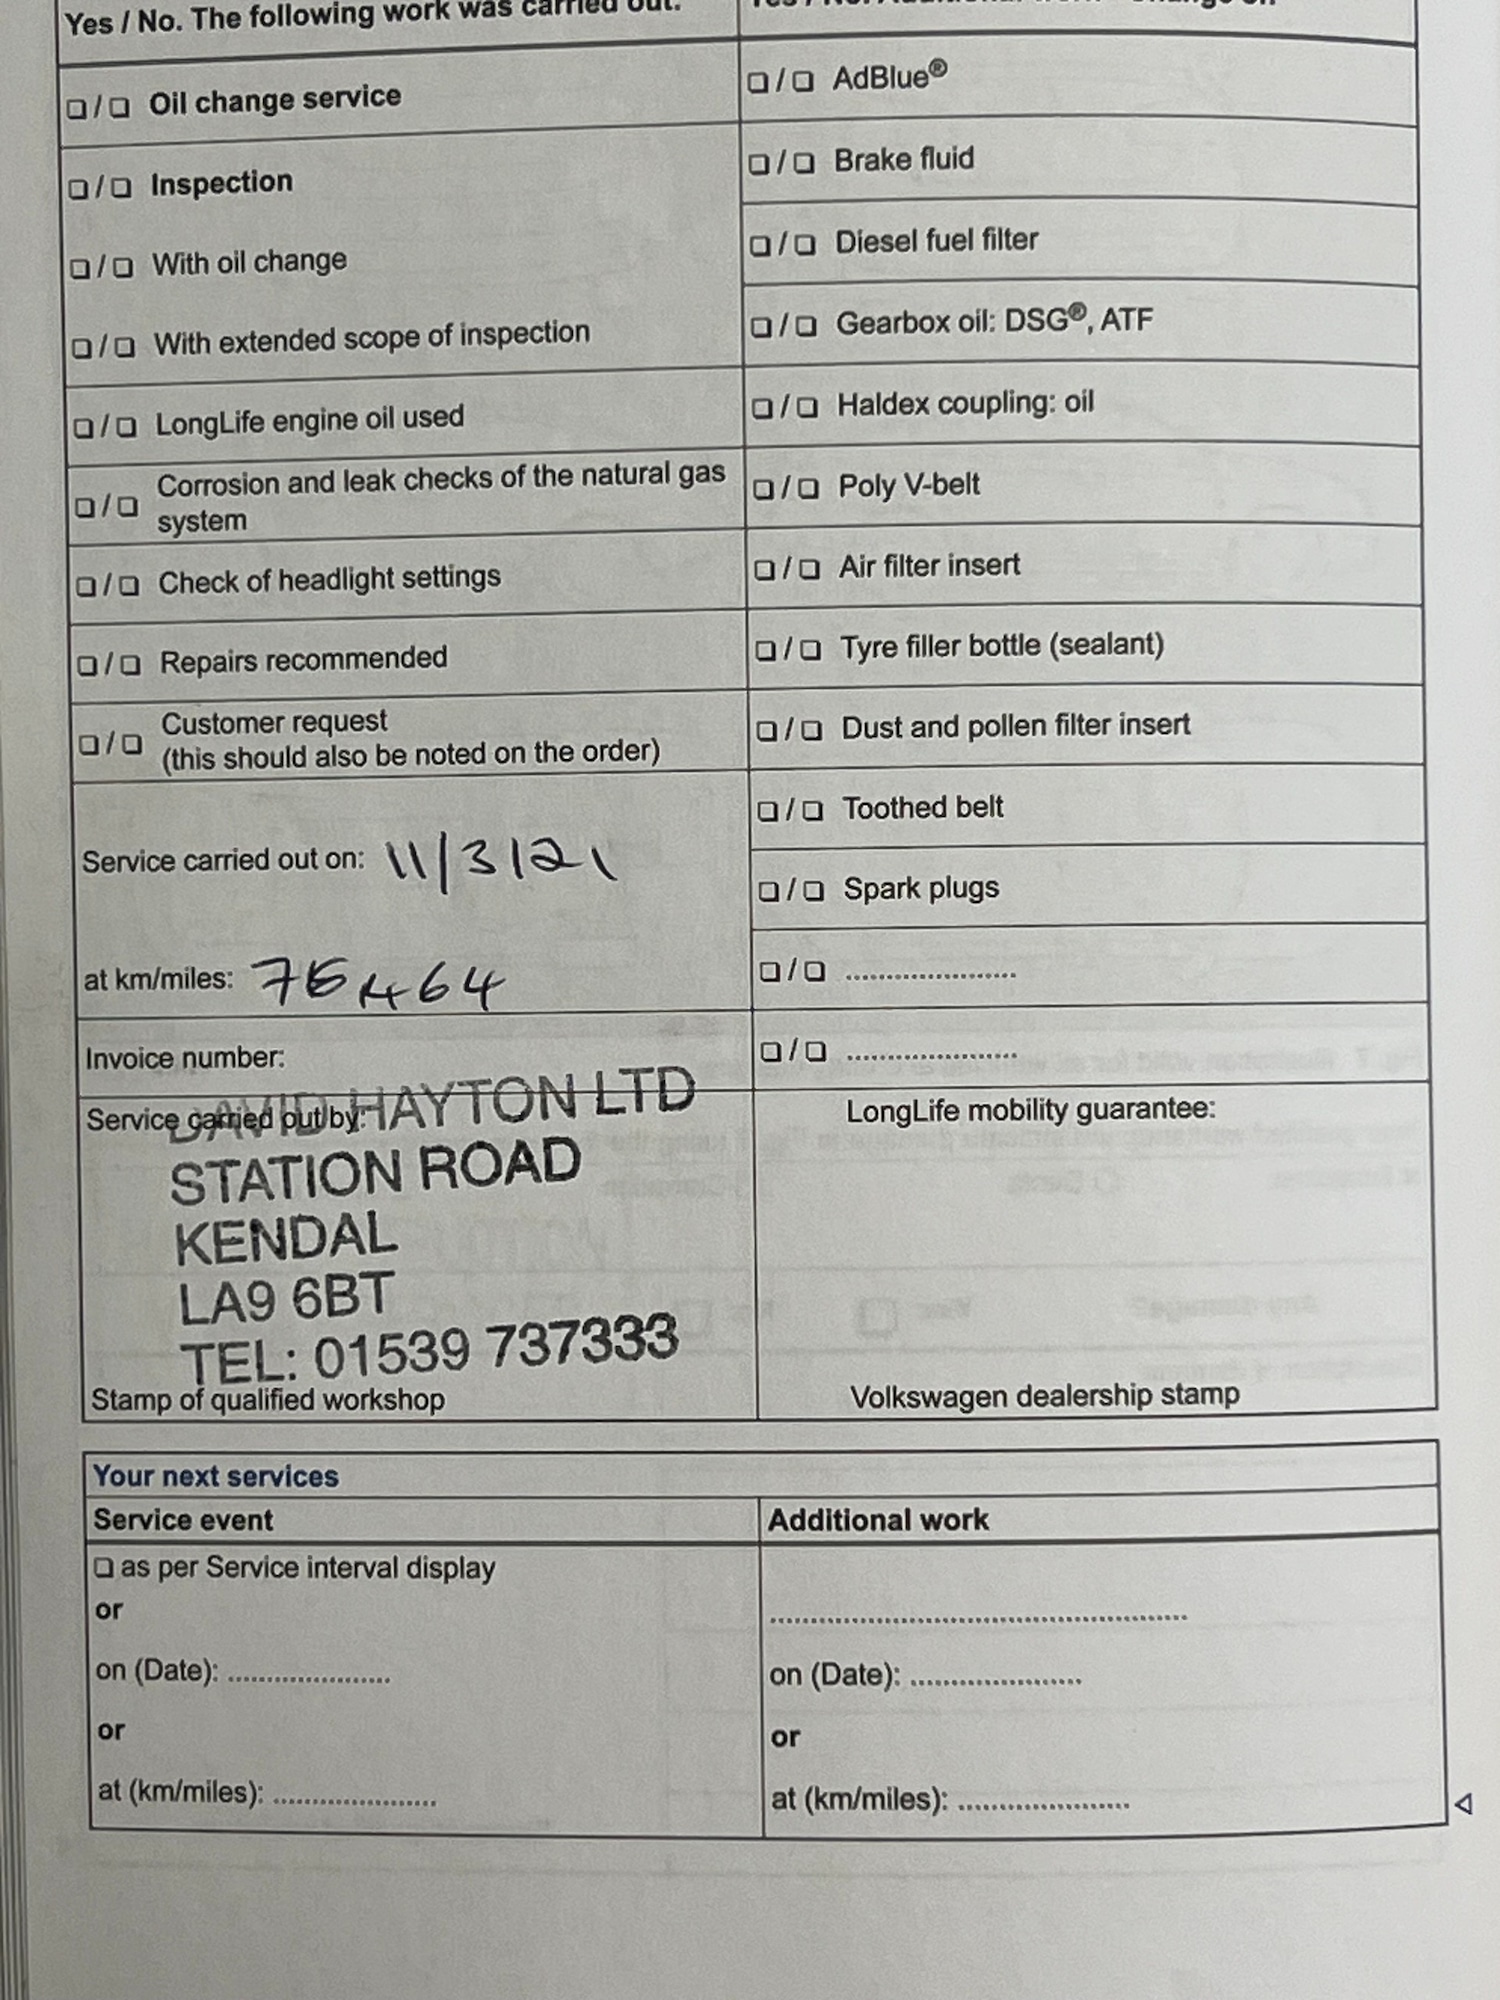 Yes / No. The following work was carried out:
☐ / ☐ Oil change service
☐ / ☐ Inspection
☐ / ☐ With oil change
☐ / ☐ With extended scope of inspection
☐ / ☐ LongLife engine oil used
☐ / ☐ Corrosion and leak checks of the natural gas
system
☐ / ☐ Check of headlight settings
☐ / ☐ Repairs recommended
☐ / ☐ Customer request
(this should also be noted on the order)
Service carried out on: 11/3/21
at km/miles:
Invoice number:
Service carried out by:
DAVID HAYTON LTD
STATION ROAD
KENDAL
LA9 6BT
TEL: 01539 737333
Stamp of qualified workshop
☐ / ☐ AdBlue®
☐ / ☐ Brake fluid
☐ / ☐ Diesel fuel filter
☐ / ☐ Gearbox oil: DSG®, ATF
☐ / ☐ Haldex coupling: oil
☐ / ☐ Poly V-belt
☐ / ☐ Air filter insert
☐ / ☐ Tyre filler bottle (sealant)
☐ / ☐ Dust and pollen filter insert
☐ / ☐ Toothed belt
☐ / ☐ Spark plugs
☐ / ☐ ......................
☐ / ☐ ......................
LongLife mobility guarantee:
Volkswagen dealership stamp
Your next services
Service event
☐ as per Service interval display
or
on (Date): .....................
or
at (km/miles): .....................
Additional work
......................................................
on (Date): ......................
or
at (km/miles): ......................